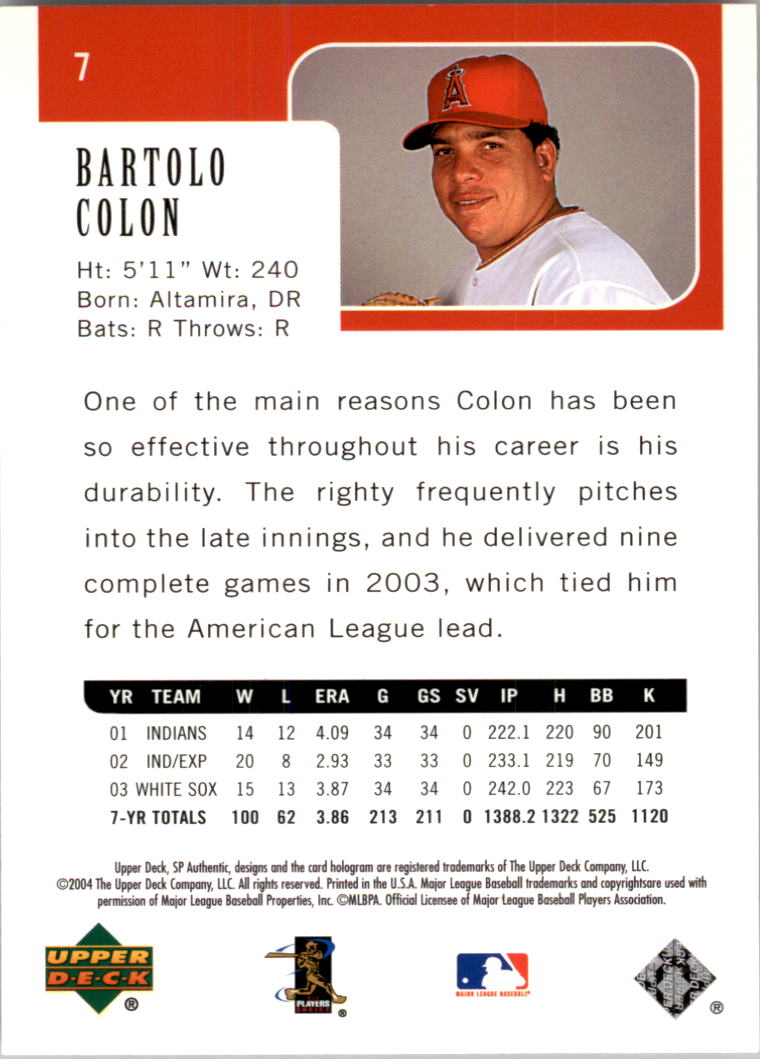 7
A
BARTOLO
COLON
Ht: 5'11" Wt: 240
Born: Altamira, DR
Bats: R Throws: R
One of the main reasons Colon has been
so effective throughout his career is his
durability. The righty frequently pitches
into the late innings, and he delivered nine
complete games in 2003, which tied him
for the American League lead.
YR TEAM W L ERA G GS SV IP H BB K
01 INDIANS 14 12 4.09 34 34 0 222.1 220 90 201
02 IND/EXP 20 8 2.93 33 33 0 233.1 219 70 149
03 WHITE SOX 15 13 3.87 34 34 0 242.0 223 67 173
7-YR TOTALS 100 62 3.86 213 211 0 1388.2 1322 525 1120
Upper Deck, SP Authentic, designs and the card hologram are registered trademarks of The Upper Deck Company, LLC.
©2004 The Upper Deck Company, LLC. All rights reserved. Printed in the U.S.A. Major League Baseball trademarks and copyrightsare used with
permission of Major League Baseball Properties, Inc. ©MLBPA. Official Licensee of Major League Baseball Players Association.
UPPER
D·E·C·K
®
PLAYERS
CHOICE
®
MAJOR LEAGUE BASEBALL®
®